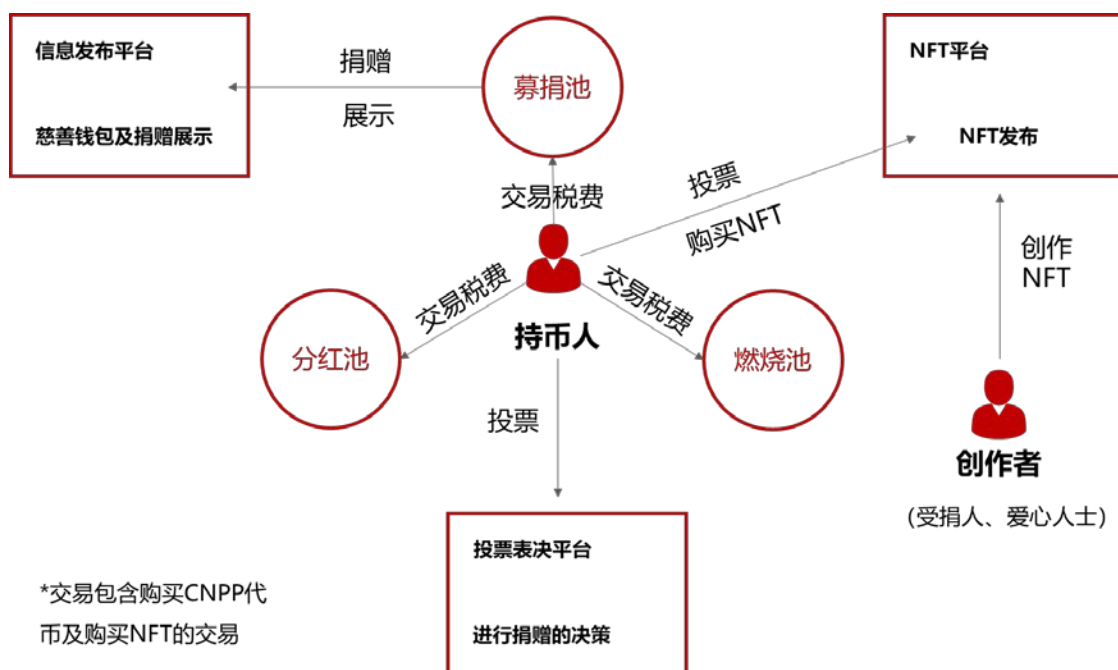 信息发布平台
慈善钱包及捐赠展示
捐赠
展示
募捐池
NFT平台
NFT发布
交易税费
投票
购买NFT
创作
NFT
交易税费
交易税费
持币人
分红池
燃烧池
投票
创作者
(受捐人、爱心人士)
投票表决平台
进行捐赠的决策
*交易包含购买CNPP代
币及购买NFT的交易